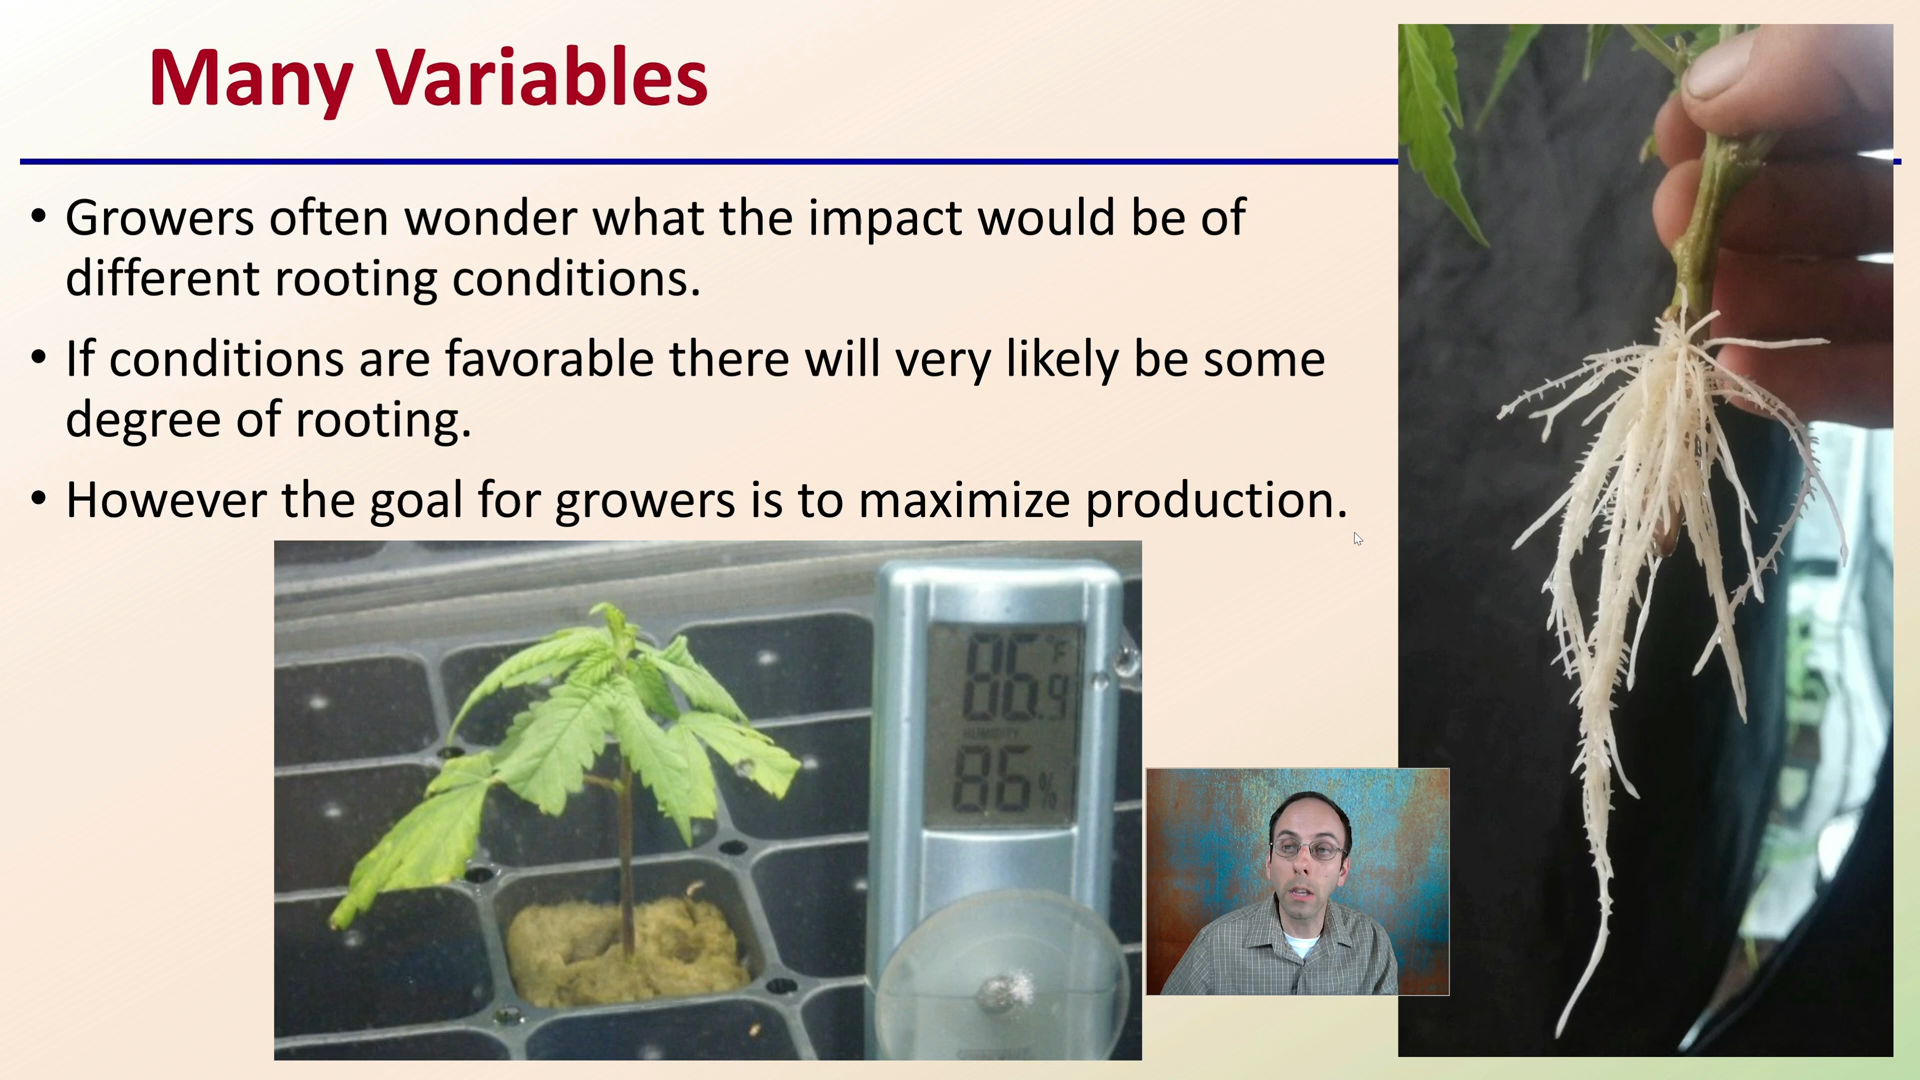 Many Variables
• Growers often wonder what the impact would be of
different rooting conditions.
• If conditions are favorable there will very likely be some
degree of rooting.
• However the goal for growers is to maximize production.
86.9 °F
HUMIDITY
86 %